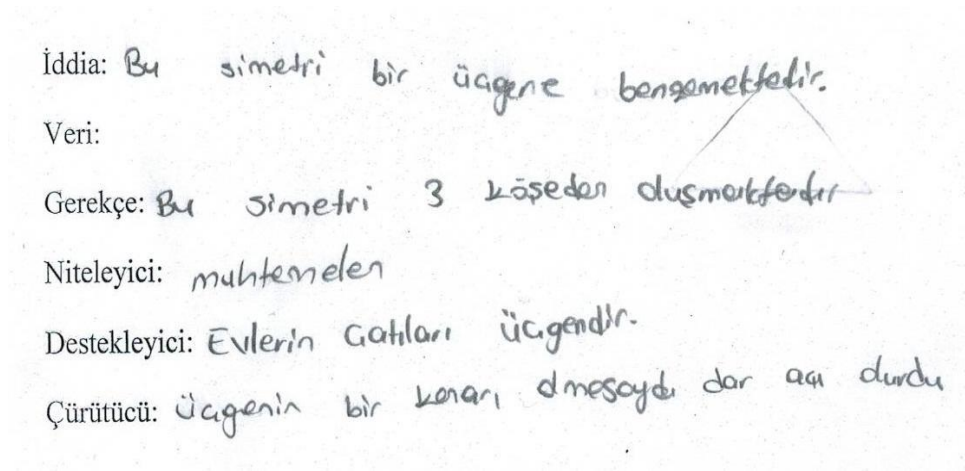 İddia: Bu simetri bir üçgene benzemektedir.
Veri:
Gerekçe: Bu simetri 3 köşeden oluşmaktadır
Niteleyici: muhtemelen
Destekleyici: Evlerin Çatıları üçgendir.
Çürütücü: Üçgenin bir kenarı olmasaydı dar açı olurdu